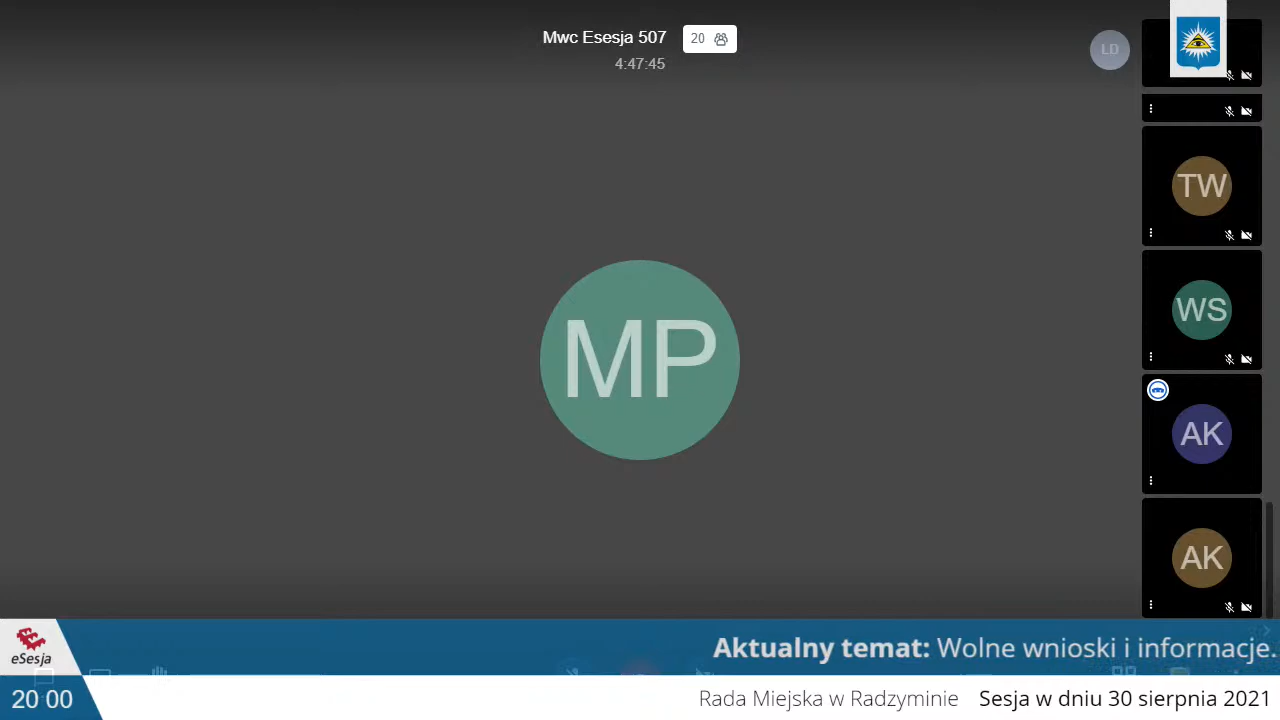 Mwc Esesja 507
20
4:47:45
LD
TW
WS
MP
AK
AK
eSesja
Aktualny temat: Wolne wnioski i informacje.
20 00
Rada Miejska w Radzyminie
Sesja w dniu 30 sierpnia 2021